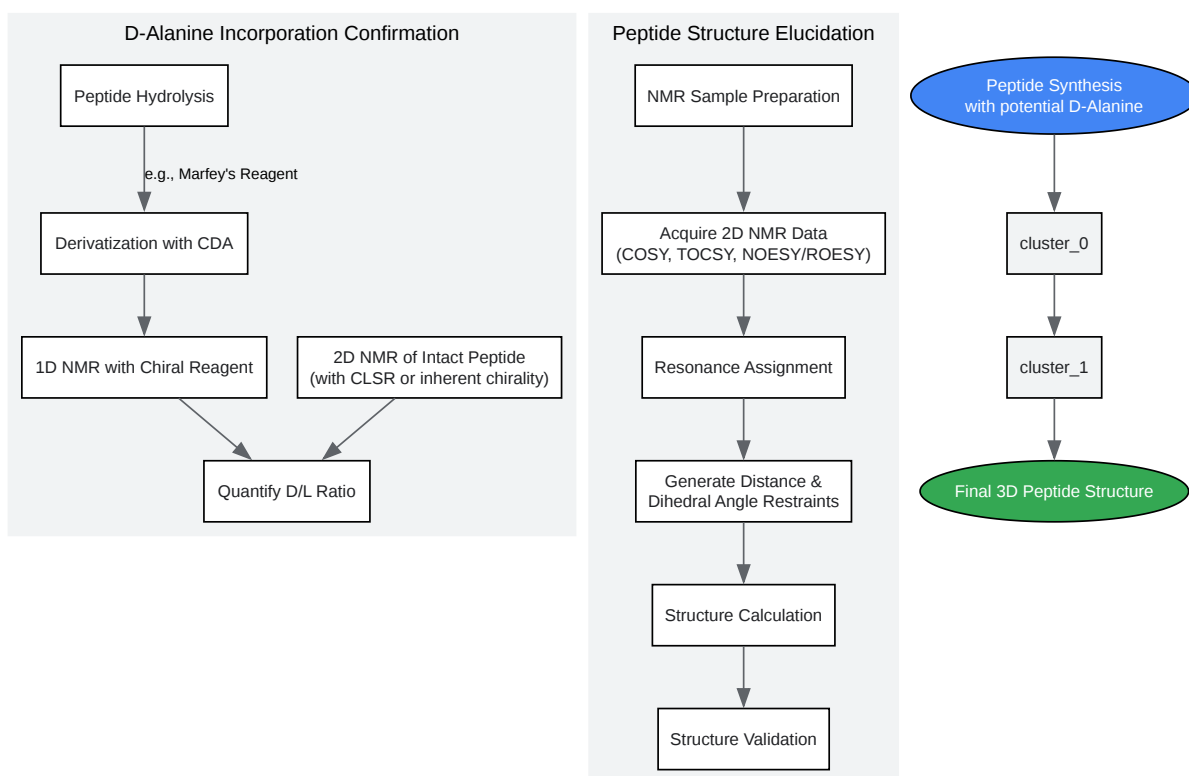 D-Alanine Incorporation Confirmation
Peptide Hydrolysis
e.g., Marfey's Reagent
Derivatization with CDA
1D NMR with Chiral Reagent
2D NMR of Intact Peptide
(with CLSR or inherent chirality)
Quantify D/L Ratio
Peptide Structure Elucidation
NMR Sample Preparation
Acquire 2D NMR Data
(COSY, TOCSY, NOESY/ROESY)
Resonance Assignment
Generate Distance &
Dihedral Angle Restraints
Structure Calculation
Structure Validation
Peptide Synthesis
with potential D-Alanine
cluster_0
cluster_1
Final 3D Peptide Structure